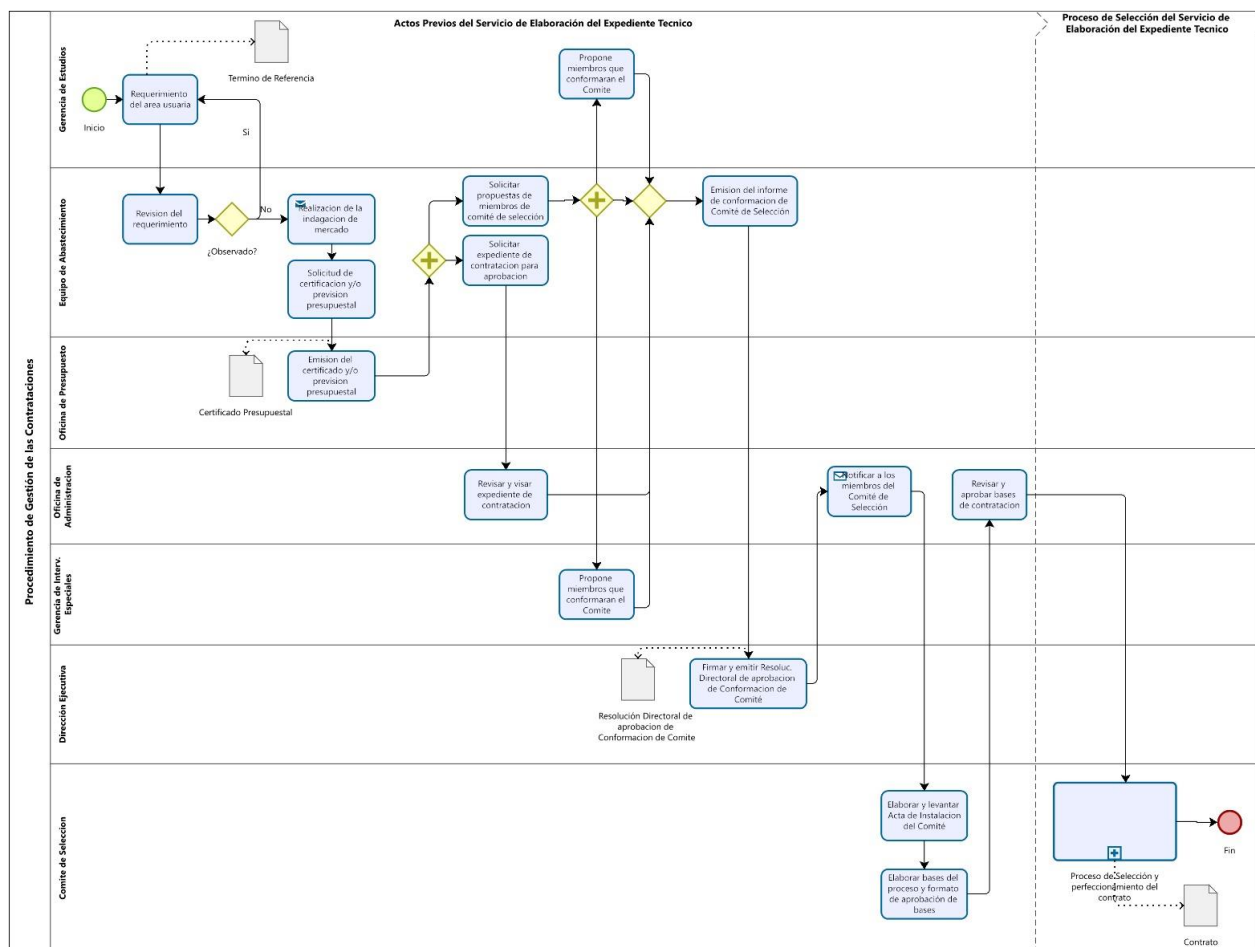 Procedimiento de Gestión de las Contrataciones
Actos Previos del Servicio de Elaboración del Expediente Tecnico
Proceso de Selección del Servicio de
Elaboración del Expediente Tecnico
Gerencia de Estudios
Inicio
Requerimiento
del area usuaria
Termino de Referencia
Si
Propone
miembros que
conformaran el
Comite
Equipo de Abastecimiento
Revision del
requerimiento
¿Observado?
No
Realizacion de la
indagacion de
mercado
Solicitud de
certificacion y/o
prevision
presupuestal
Solicitar
propuestas de
miembros de
comité de selección
Solicitar
expediente de
contratacion para
aprobacion
Emision del informe
de conformacion de
Comité de Selección
Oficina de Presupuesto
Certificado Presupuestal
Emision del
certificado y/o
prevision
presupuestal
Oficina de
Administracion
Revisar y visar
expediente de
contratacion
Notificar a los
miembros del
Comité de
Selección
Revisar y
aprobar bases
de contratacion
Gerencia de Interv.
Especiales
Propone
miembros que
conformaran el
Comite
Dirección Ejecutiva
Resolución Directoral de
aprobacion de
Conformacion de Comite
Firmar y emitir Resoluc.
Directoral de aprobacion
de Conformacion de
Comité
Comite de Seleccion
Elaborar y levantar
Acta de Instalacion
del Comité
Elaborar bases del
proceso y formato
de aprobación de
bases
Proceso de Selección y
perfeccionamiento del
contrato
Fin
Contrato